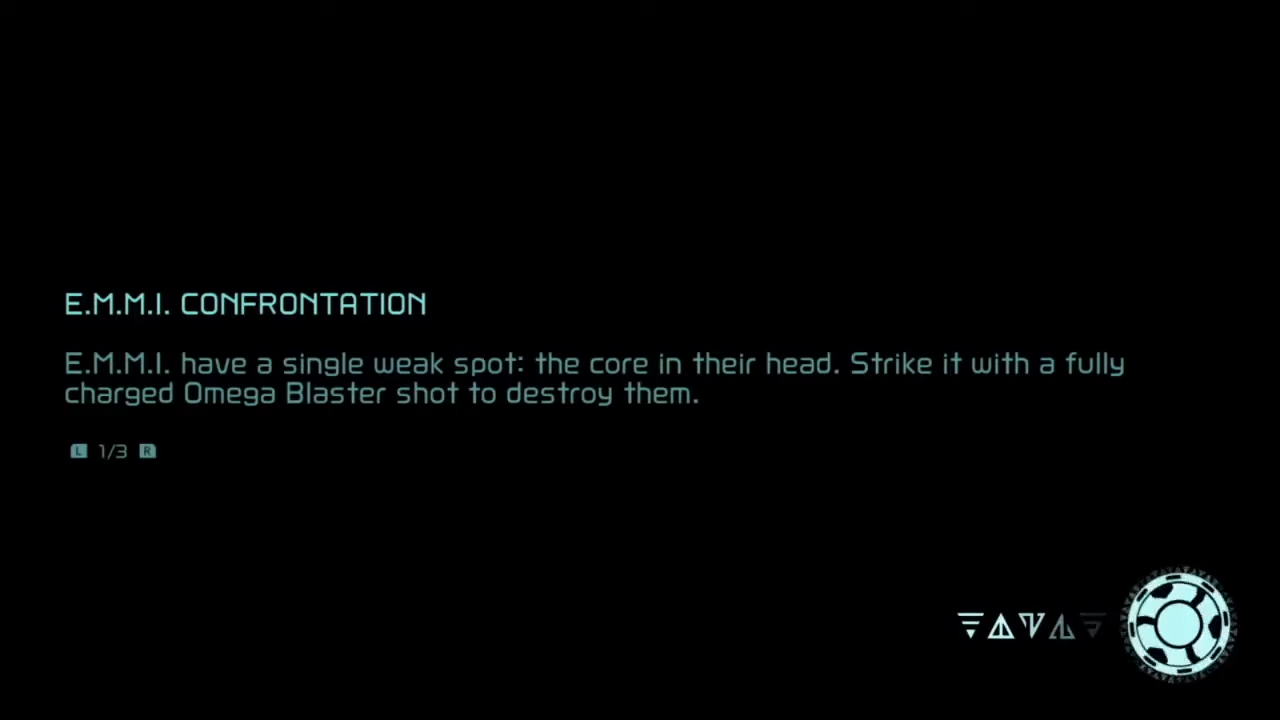 E.M.M.I. CONFRONTATION
E.M.M.I. have a single weak spot: the core in their head. Strike it with a fully
charged Omega Blaster shot to destroy them.
L 1/3 R